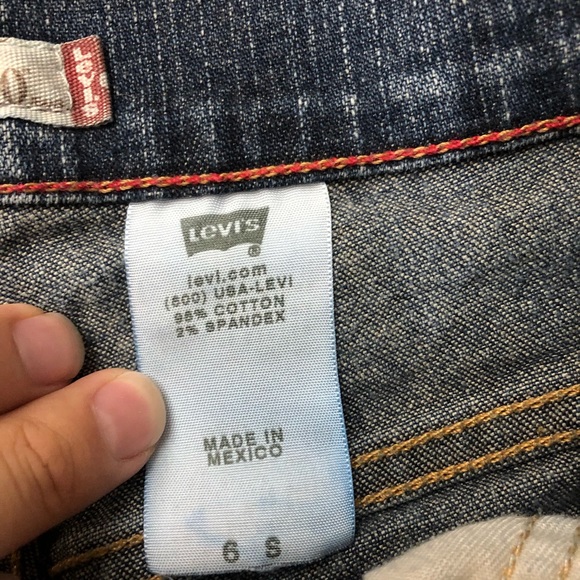 LEVI'S
LEVI'S
®
levi.com
(800) USA-LEVI
98% COTTON
2% SPANDEX
MADE IN
MEXICO
6 S